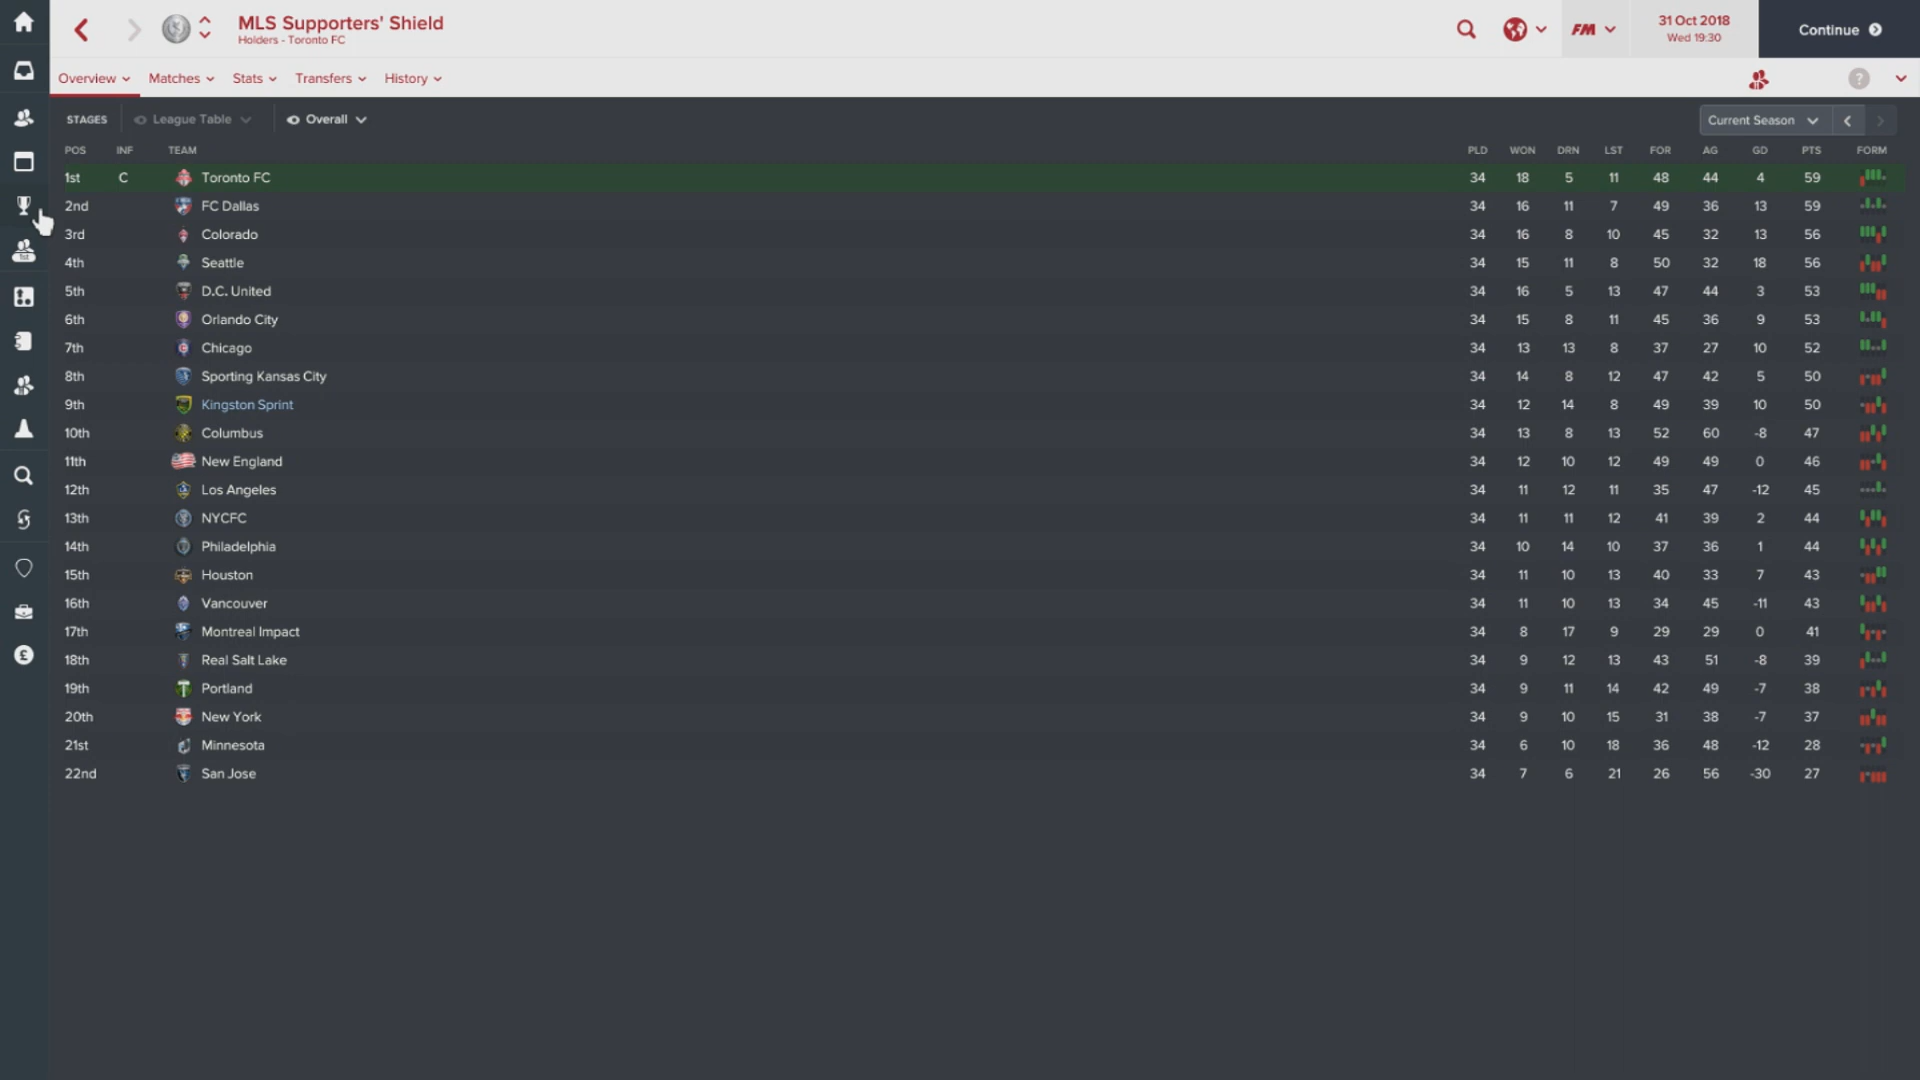 MLS Supporters' Shield
Holders - Toronto FC
FM
31 Oct 2018
Wed 19:30
Continue
Overview Matches Stats Transfers History
?
STAGES League Table Overall Current Season
POS INF TEAM PLD WON DRN LST FOR AG GD PTS FORM
1st C Toronto FC 34 18 5 11 48 44 4 59
2nd FC Dallas 34 16 11 7 49 36 13 59
3rd Colorado 34 16 8 10 45 32 13 56
4th Seattle 34 15 11 8 50 32 18 56
5th D.C. United 34 16 5 13 47 44 3 53
6th Orlando City 34 15 8 11 45 36 9 53
7th Chicago 34 13 13 8 37 27 10 52
8th Sporting Kansas City 34 14 8 12 47 42 5 50
9th Kingston Sprint 34 12 14 8 49 39 10 50
10th Columbus 34 13 8 13 52 60 -8 47
11th New England 34 12 10 12 49 49 0 46
12th Los Angeles 34 11 12 11 35 47 -12 45
13th NYCFC 34 11 11 12 41 39 2 44
14th Philadelphia 34 10 14 10 37 36 1 44
15th Houston 34 11 10 13 40 33 7 43
16th Vancouver 34 11 10 13 34 45 -11 43
17th Montreal Impact 34 8 17 9 29 29 0 41
18th Real Salt Lake 34 9 12 13 43 51 -8 39
19th Portland 34 9 11 14 42 49 -7 38
20th New York 34 9 10 15 31 38 -7 37
21st Minnesota 34 6 10 18 36 48 -12 28
22nd San Jose 34 7 6 21 26 56 -30 27
1st
£